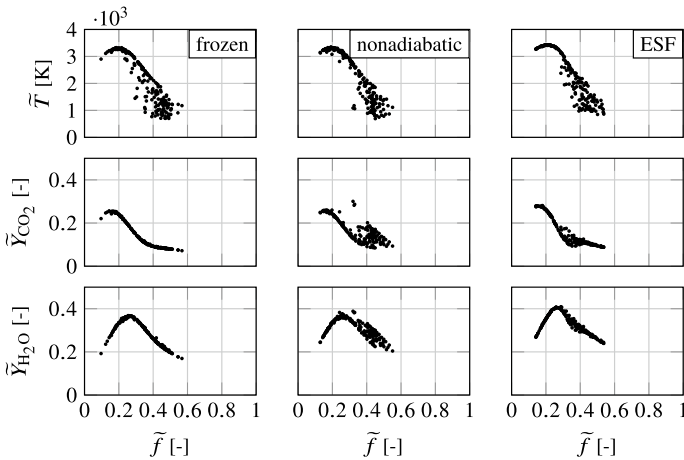 ·10³
frozen
nonadiabatic
ESF
4
3
2
1
0
T̃ [K]
0.4
0.2
0
Ỹ_CO₂ [-]
0.4
0.2
0
Ỹ_H₂O [-]
0 0.2 0.4 0.6 0.8 1
0 0.2 0.4 0.6 0.8 1
0 0.2 0.4 0.6 0.8 1
f̃ [-]
f̃ [-]
f̃ [-]